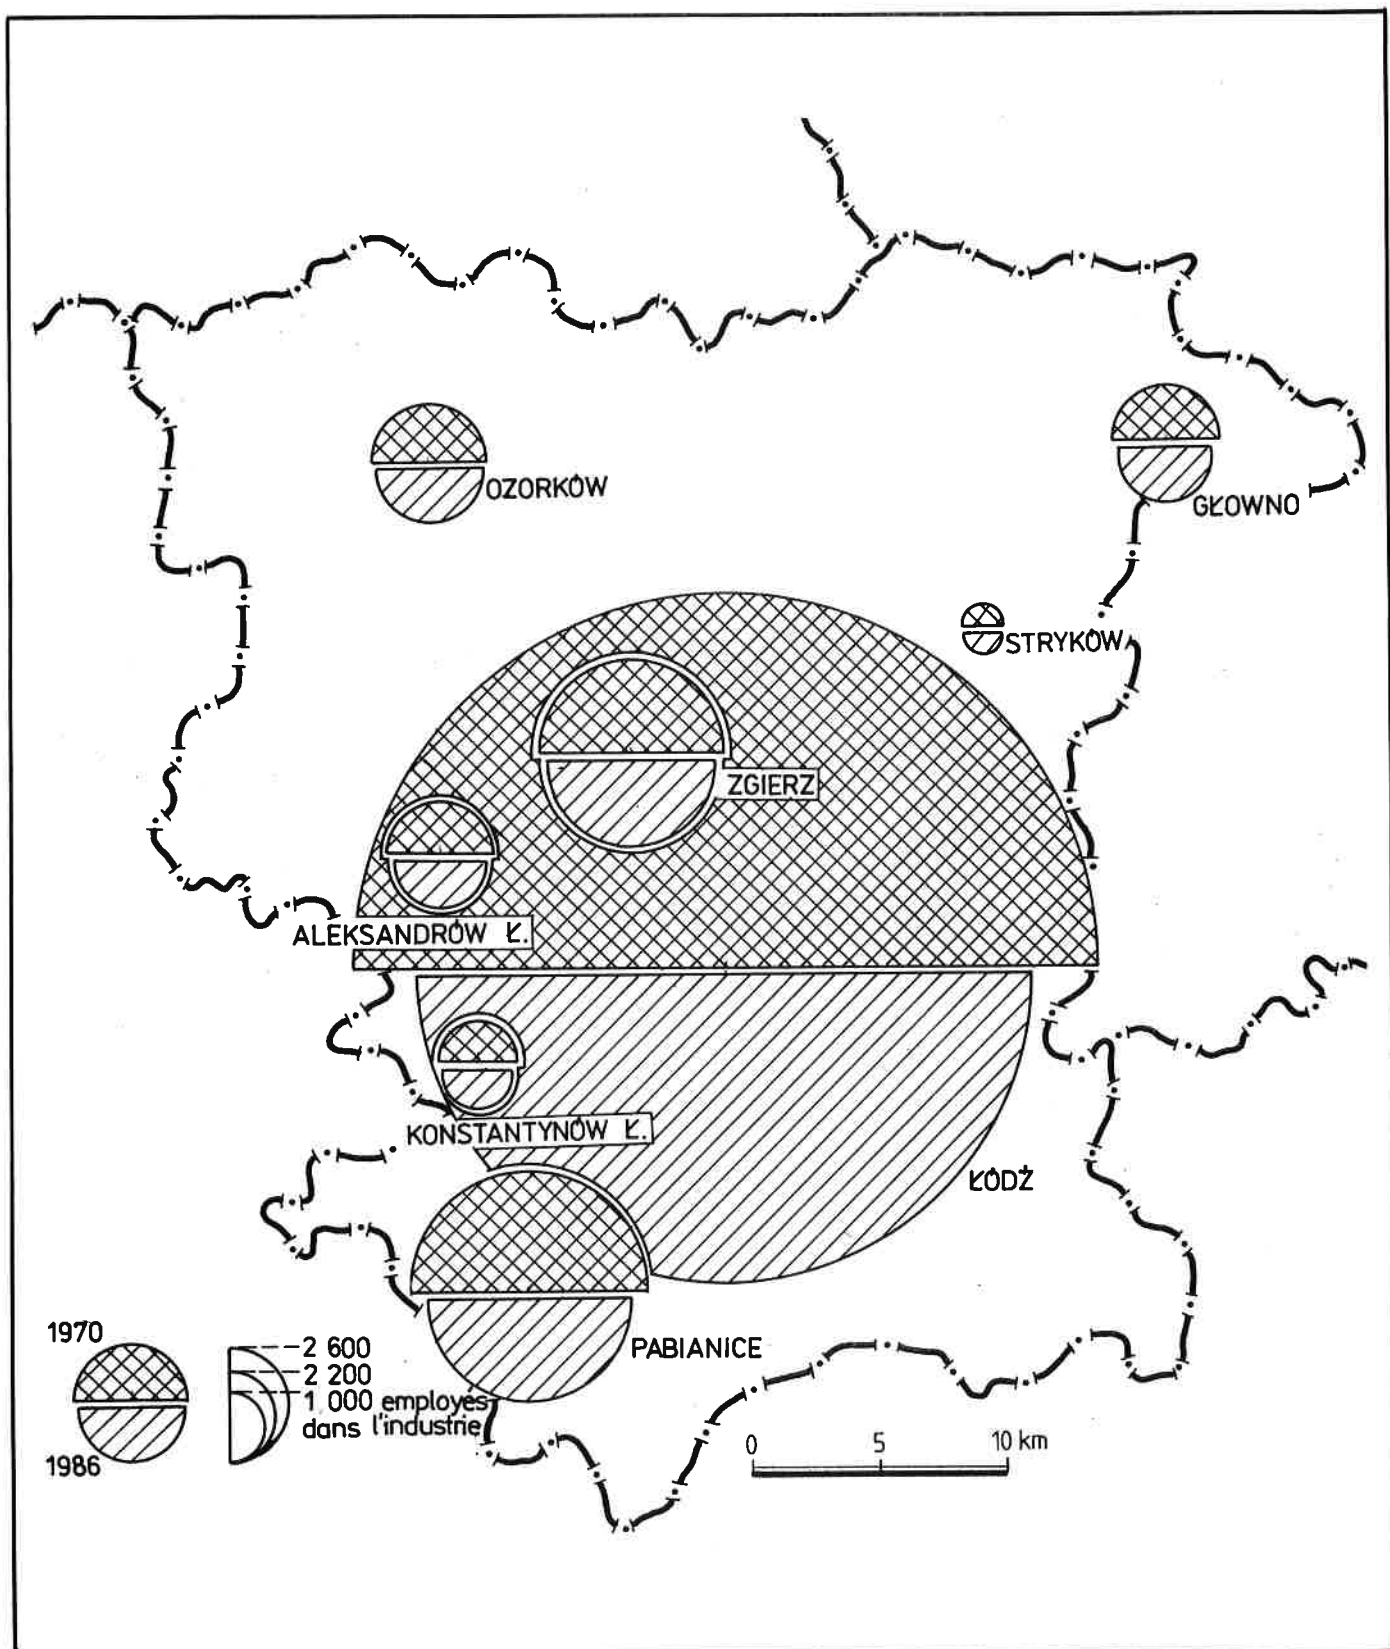 OZORKÓW
GŁOWNO
STRYKÓW
ZGIERZ
ALEKSANDRÓW Ł.
KONSTANTYNÓW Ł.
ŁÓDŹ
PABIANICE
1970
1986
2 600
2 200
1 000 employés
dans l'industrie
0 5 10 km